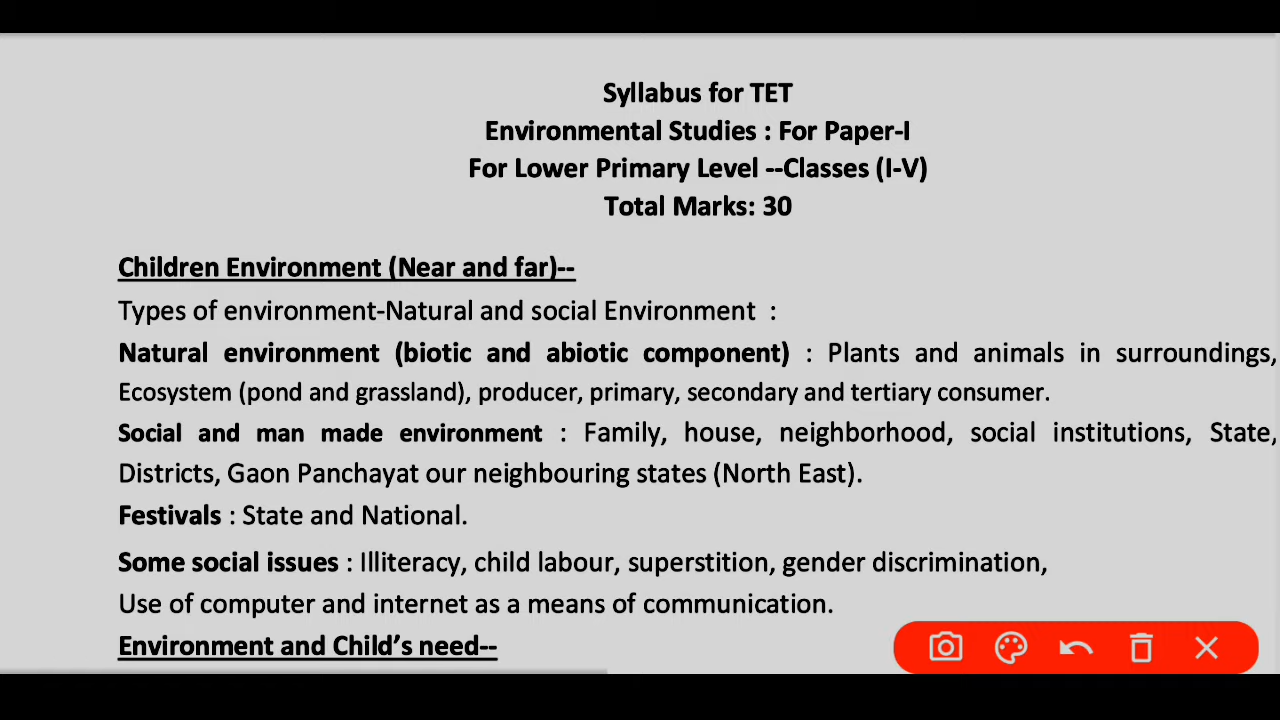 Syllabus for TET
Environmental Studies : For Paper-I
For Lower Primary Level --Classes (I-V)
Total Marks: 30
Children Environment (Near and far)--
Types of environment-Natural and social Environment :
Natural environment (biotic and abiotic component) : Plants and animals in surroundings,
Ecosystem (pond and grassland), producer, primary, secondary and tertiary consumer.
Social and man made environment : Family, house, neighborhood, social institutions, State,
Districts, Gaon Panchayat our neighbouring states (North East).
Festivals : State and National.
Some social issues : Illiteracy, child labour, superstition, gender discrimination,
Use of computer and internet as a means of communication.
Environment and Child’s need--